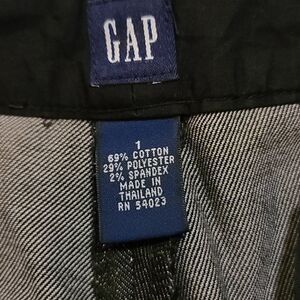 GAP
1
69% COTTON
29% POLYESTER
2% SPANDEX
MADE IN
THAILAND
RN 54023